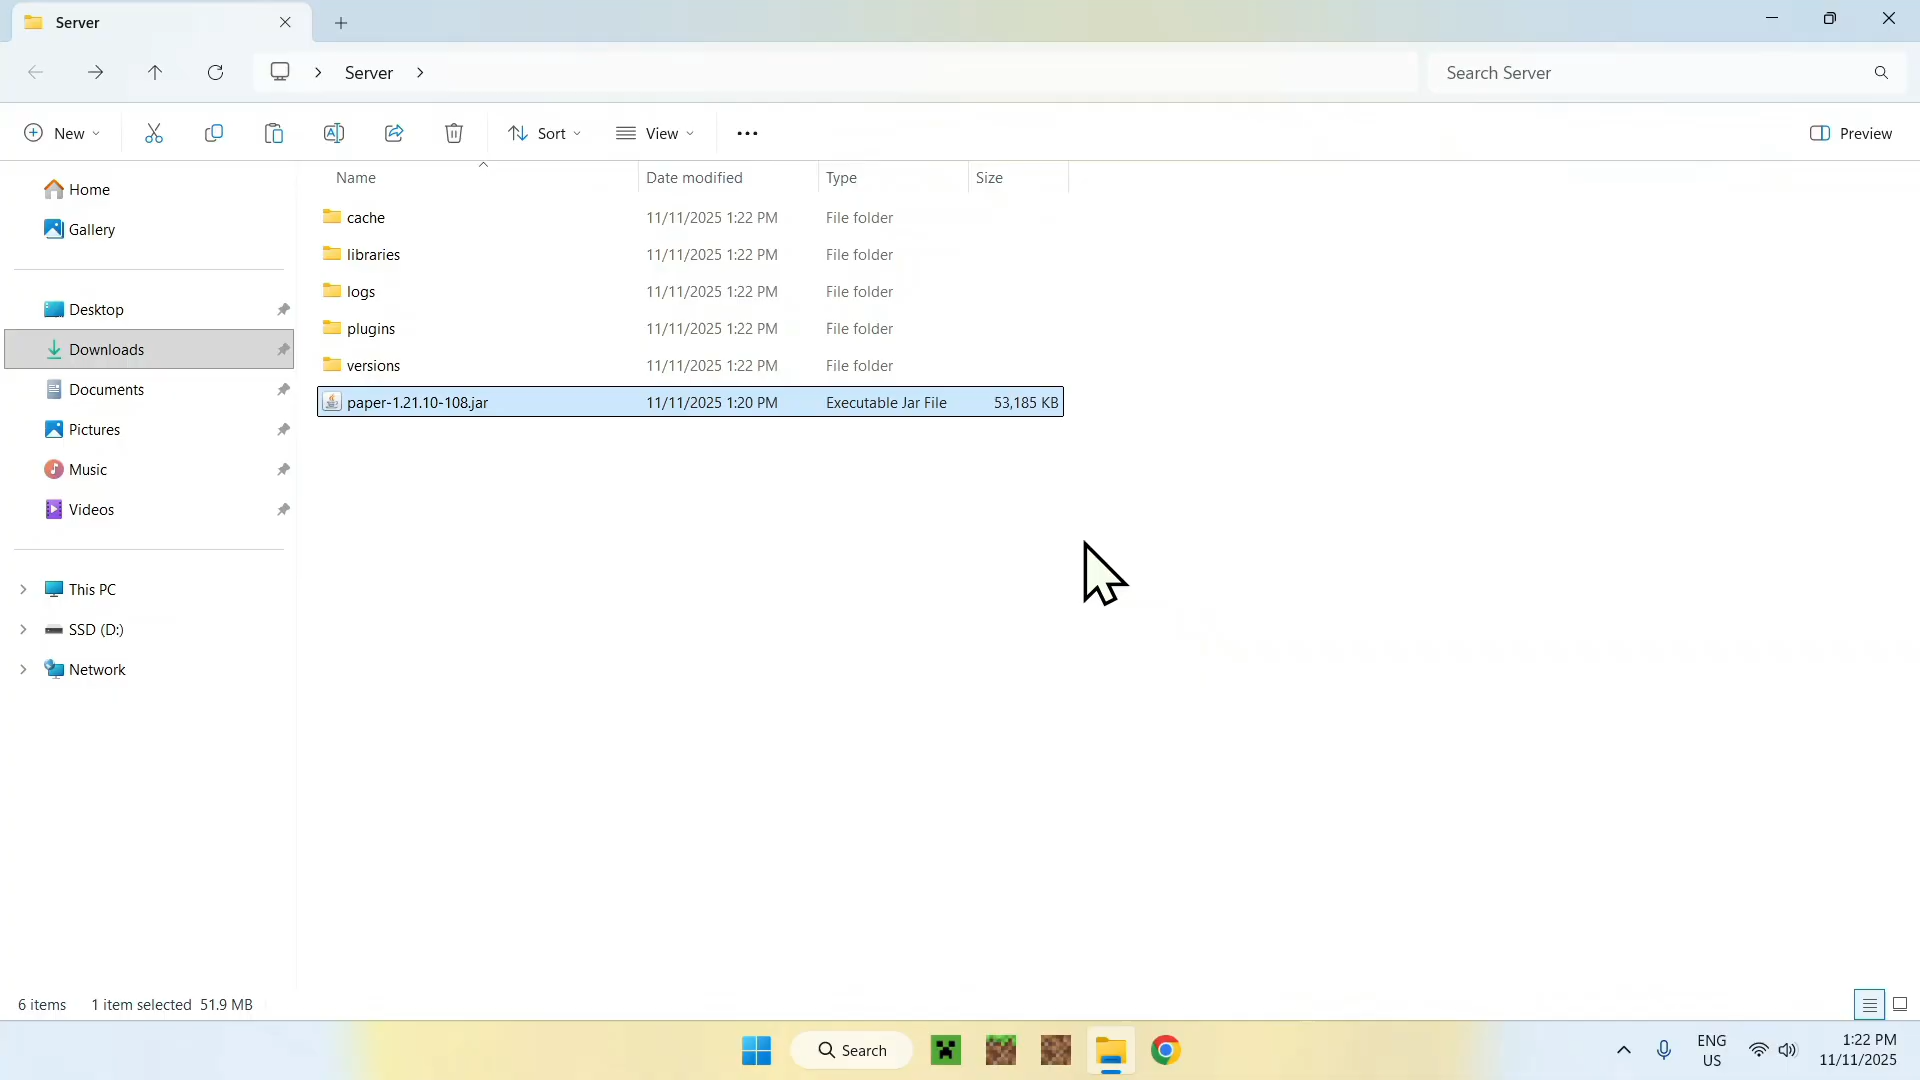 Server
Server
Search Server
New
Sort
View
Preview
Name
Date modified
Type
Size
Home
Gallery
Desktop
Downloads
Documents
Pictures
Music
Videos
This PC
SSD (D:)
Network
cache 11/11/2025 1:22 PM File folder
libraries 11/11/2025 1:22 PM File folder
logs 11/11/2025 1:22 PM File folder
plugins 11/11/2025 1:22 PM File folder
versions 11/11/2025 1:22 PM File folder
paper-1.21.10-108.jar 11/11/2025 1:20 PM Executable Jar File 53,185 KB
6 items 1 item selected 51.9 MB
Search
ENG
US
1:22 PM
11/11/2025